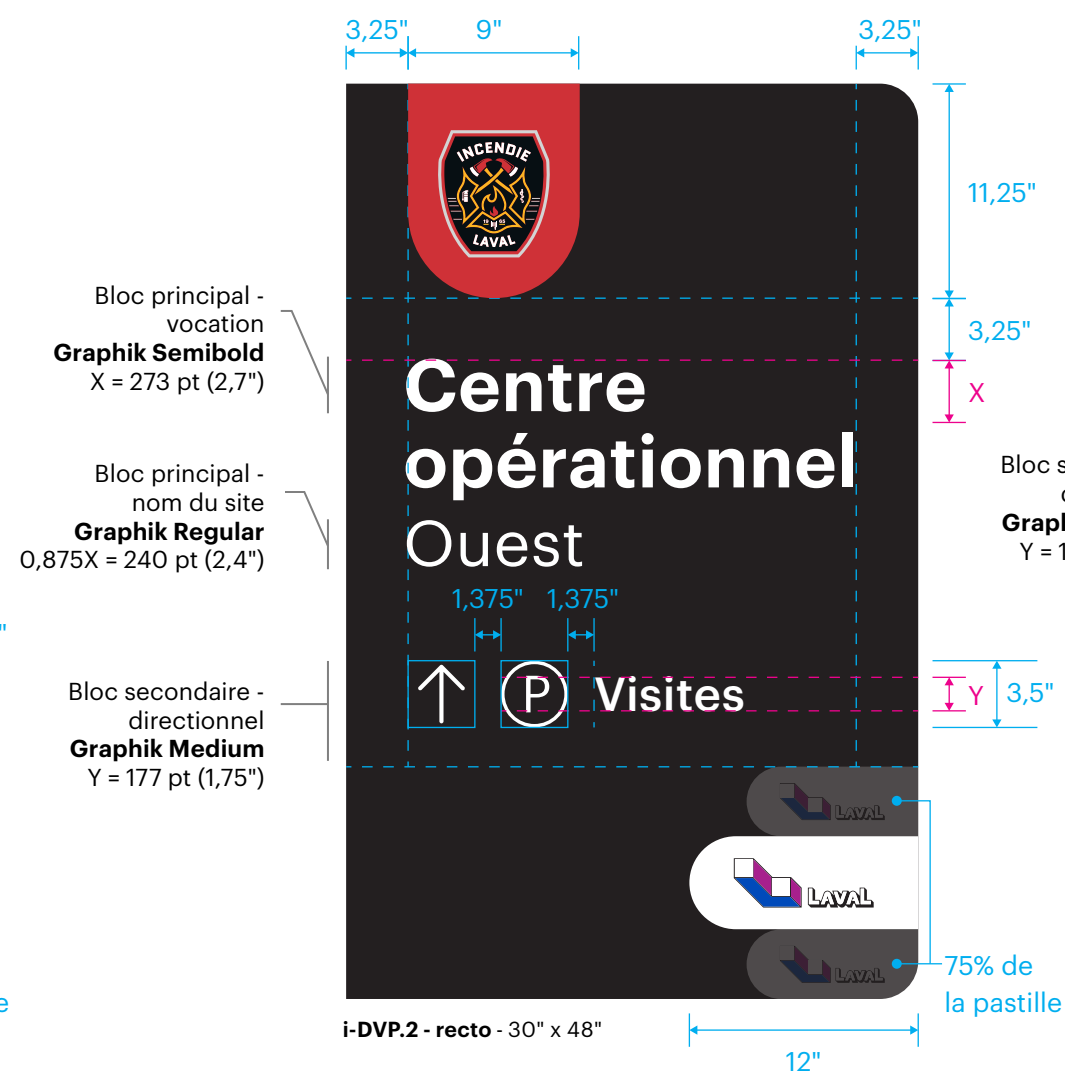 3,25"
9"
3,25"
INCENDIE
LAVAL
11,25"
3,25"
X
Bloc principal -
vocation
Graphik Semibold
X = 273 pt (2,7")
Centre
opérationnel
Ouest
Bloc principal -
nom du site
Graphik Regular
0,875X = 240 pt (2,4")
Bloc s
Graph
Y = 1
1,375" 1,375"
"
Bloc secondaire -
directionnel
Graphik Medium
Y = 177 pt (1,75")
P Visites
Y
3,5"
LAVAL
LAVAL
LAVAL
75% de
la pastille
e
i-DVP.2 - recto - 30" x 48"
12"